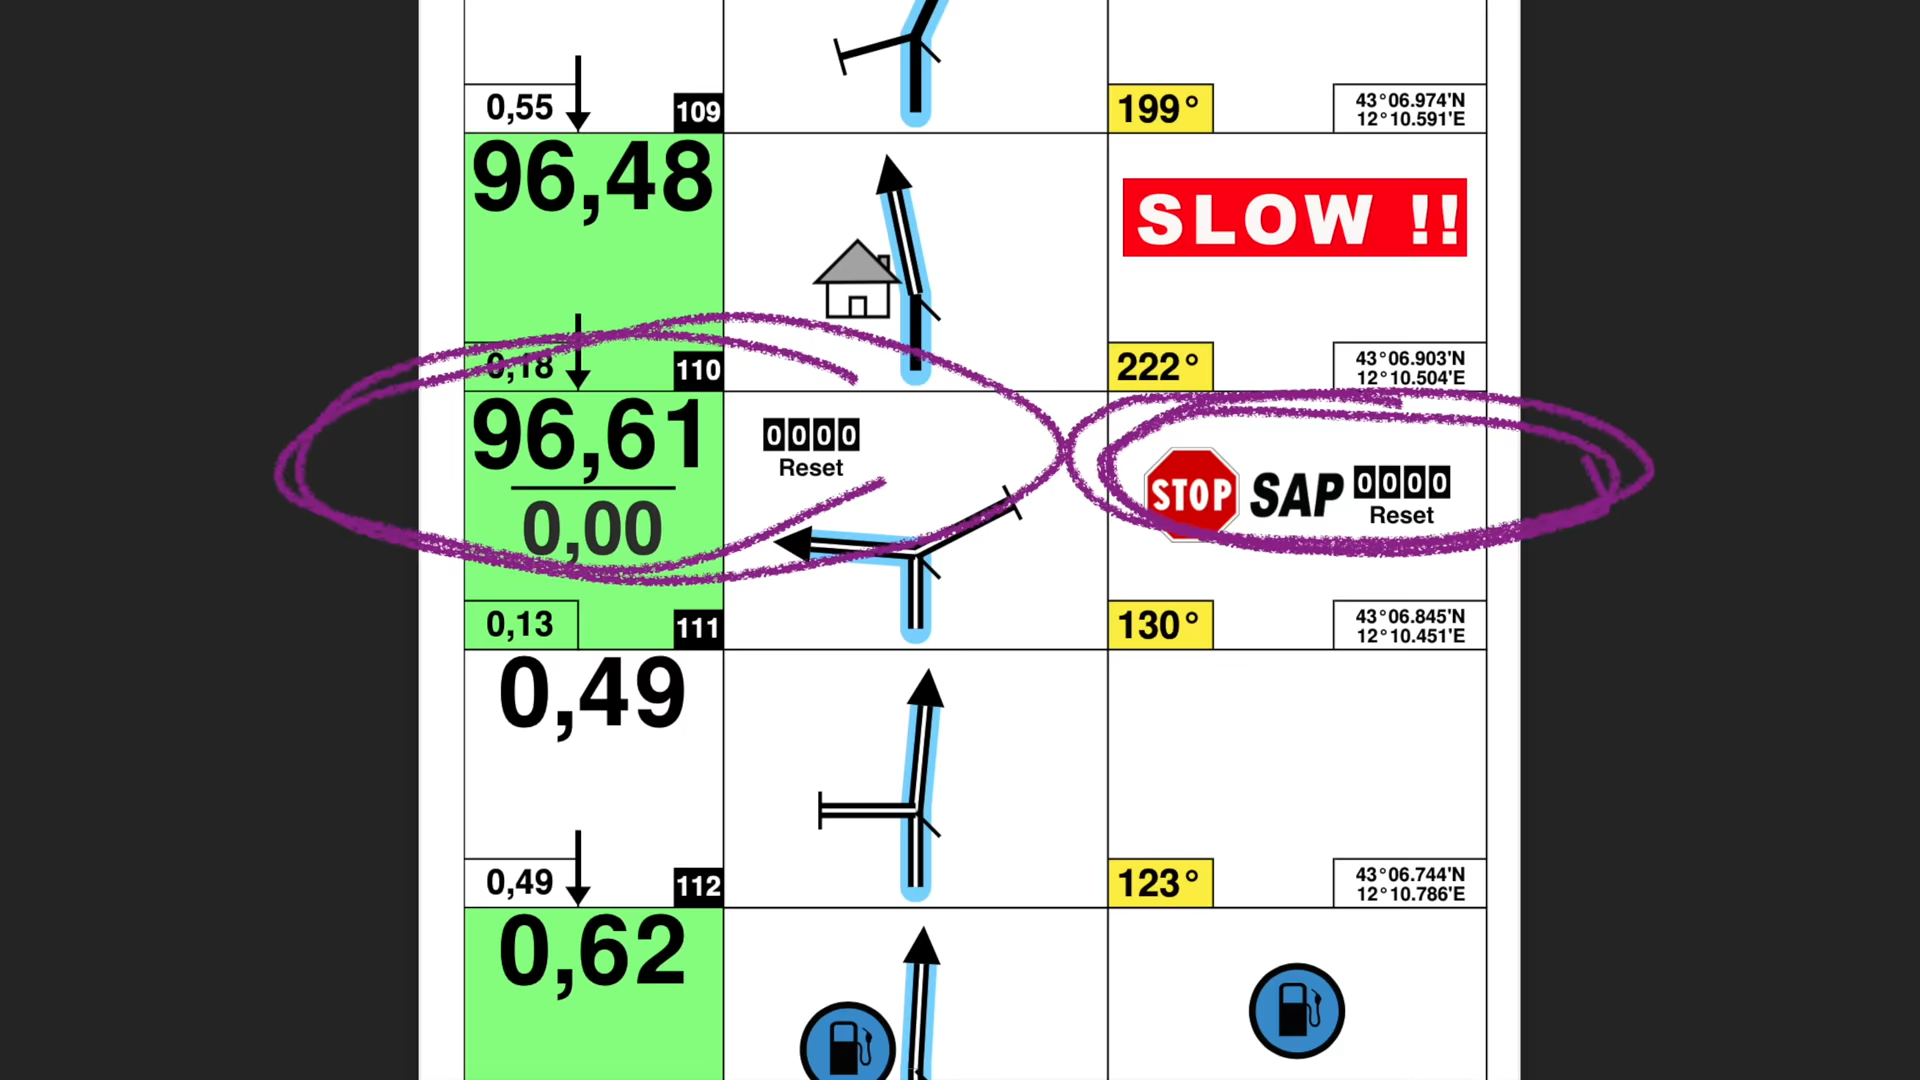 0,55
109
199°
43°06.974'N
12°10.591'E
96,48
SLOW !!
0,18
110
222°
43°06.903'N
12°10.504'E
96,61
0000
Reset
0,00
STOP SAP 0000
Reset
0,13
111
130°
43°06.845'N
12°10.451'E
0,49
0,49
112
123°
43°06.744'N
12°10.786'E
0,62